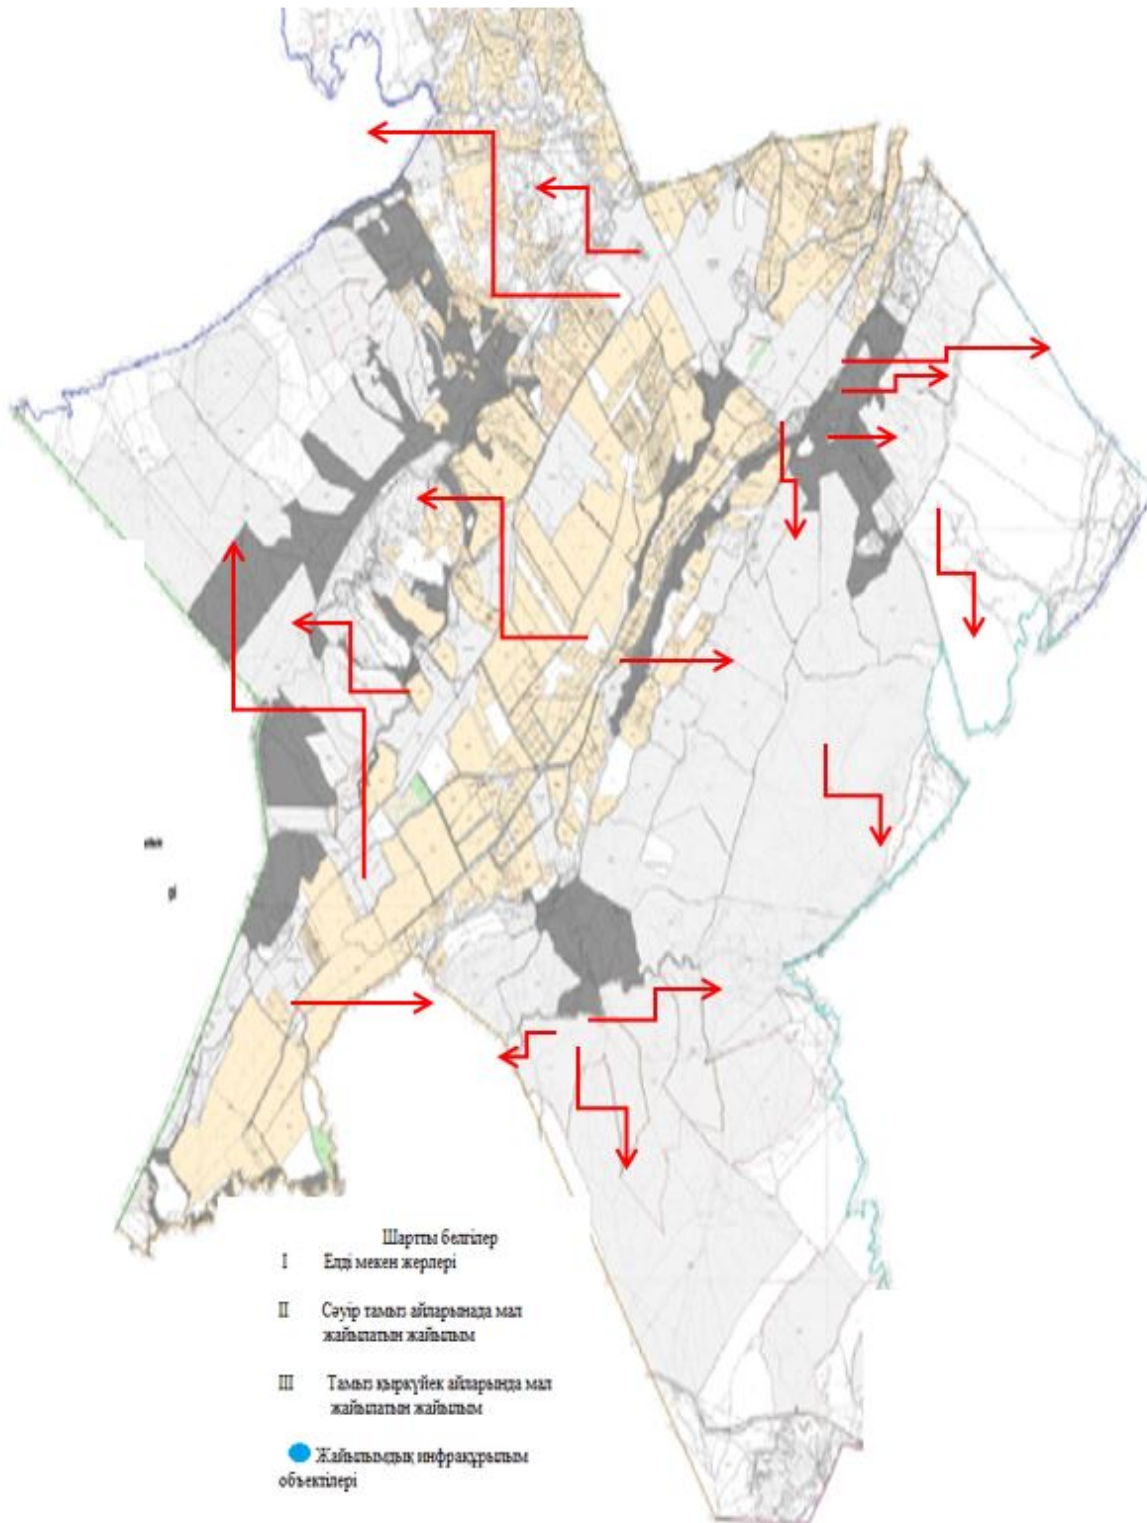 Шартты белгілер
I Елді мекен жерлері
II Сәуір тамыз айларынада мал
жайылатын жайылым
III Тамыз қыркүйек айларында мал
жайылатын жайылым
Жайылымдық инфрақұрылым
объектілері